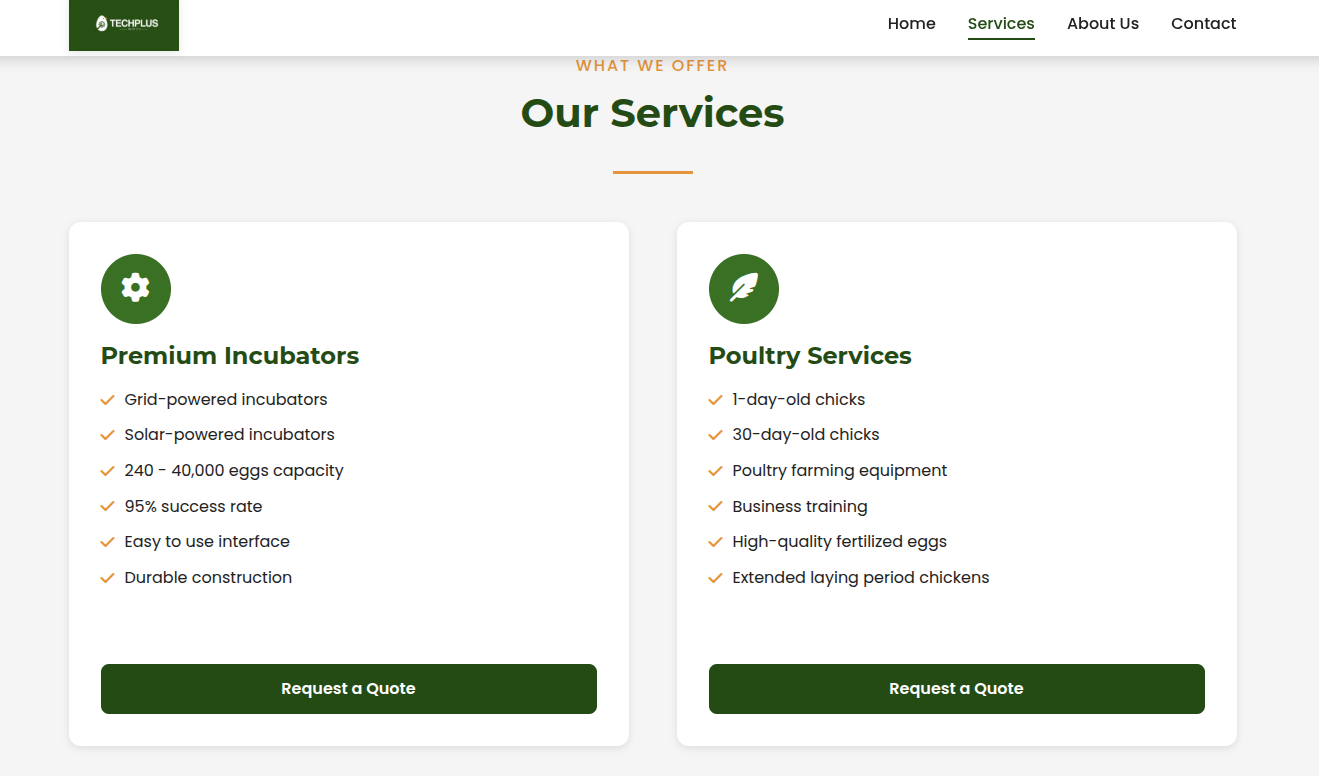 TECHPLUS
Home
Services
About Us
Contact
WHAT WE OFFER
Our Services
Premium Incubators
Grid-powered incubators
Solar-powered incubators
240 - 40,000 eggs capacity
95% success rate
Easy to use interface
Durable construction
Request a Quote
Poultry Services
1-day-old chicks
30-day-old chicks
Poultry farming equipment
Business training
High-quality fertilized eggs
Extended laying period chickens
Request a Quote